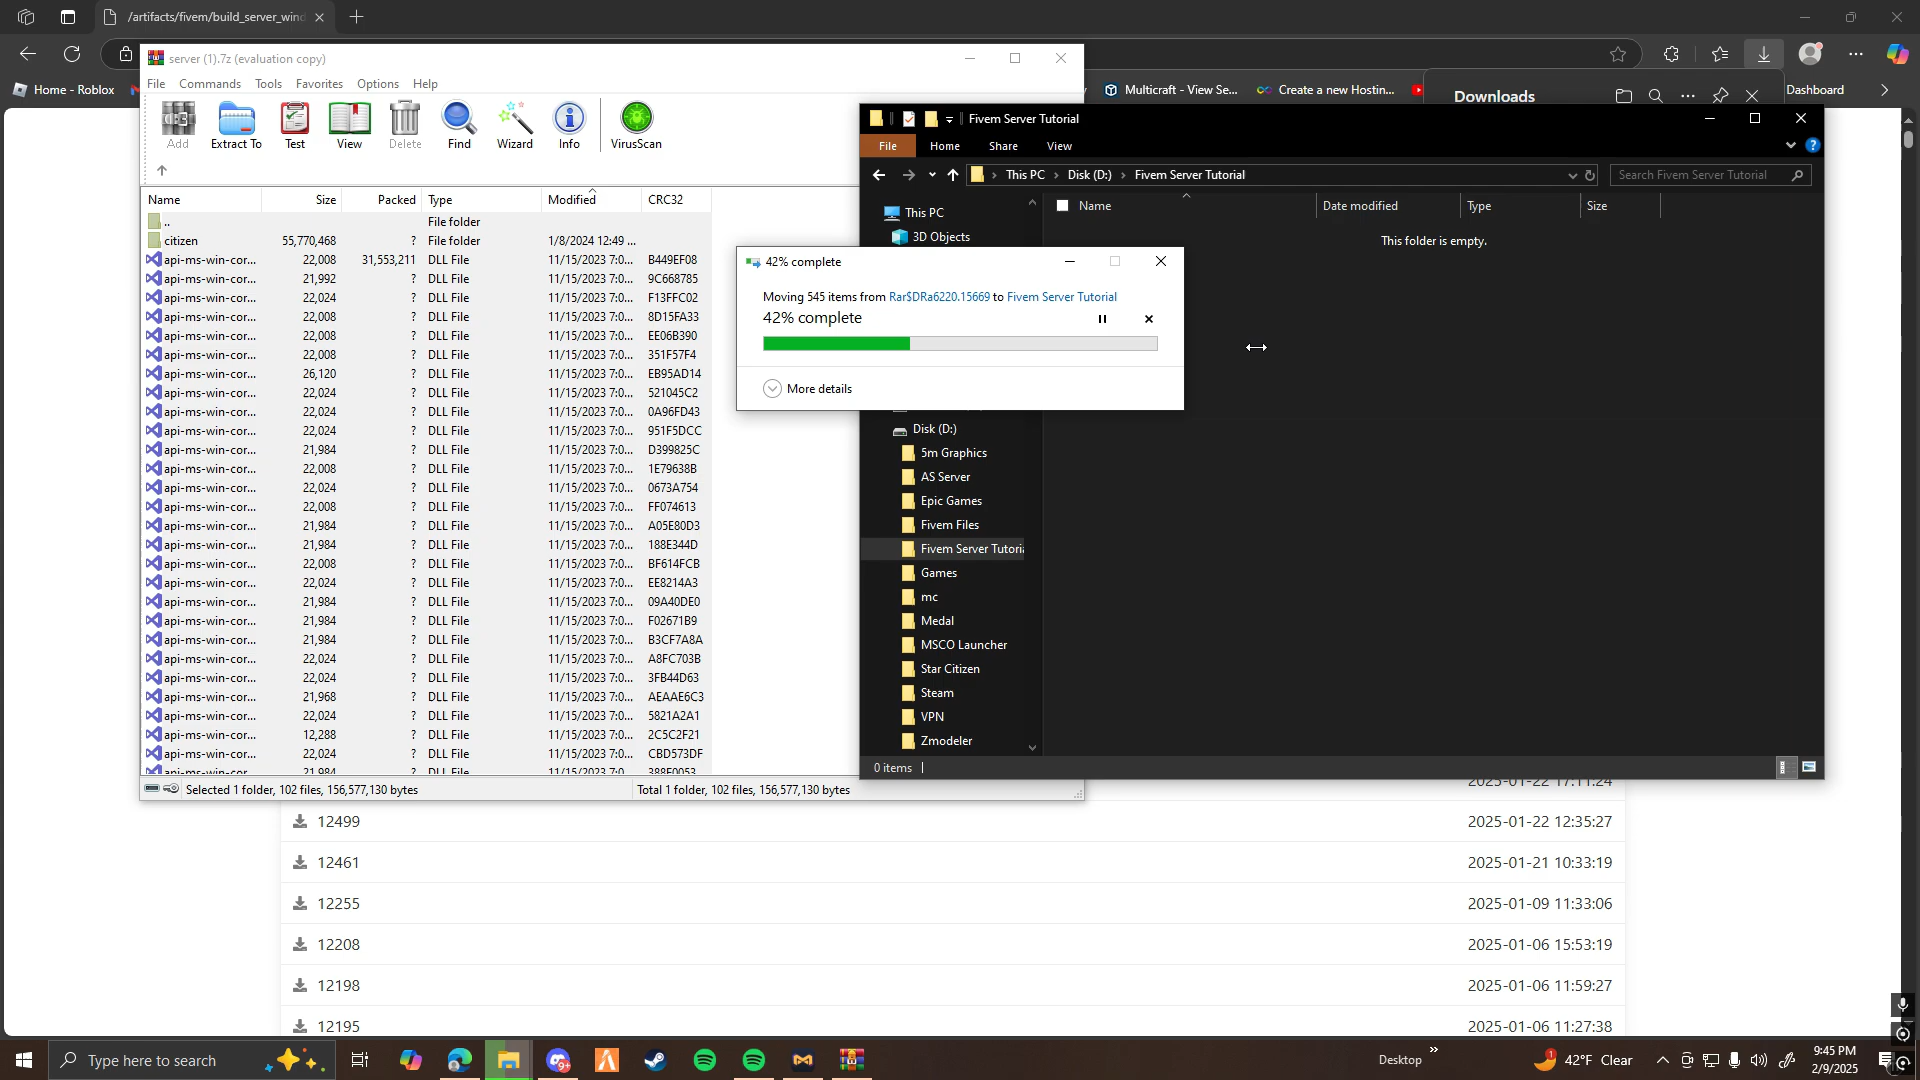 /artifacts/fivem/build_server_wind
Home - Roblox
Multicraft - View Se...
Create a new Hostin...
Dashboard
Downloads
server (1).7z (evaluation copy)
File Commands Tools Favorites Options Help
Add Extract To Test View Delete Find Wizard Info VirusScan
Name Size Packed Type Modified CRC32
.. File folder
citizen 55,770,468 ? File folder 1/8/2024 12:49 ...
api-ms-win-cor... 22,008 31,553,211 DLL File 11/15/2023 7:0... B449EF08
api-ms-win-cor... 21,992 ? DLL File 11/15/2023 7:0... 9C668785
api-ms-win-cor... 22,024 ? DLL File 11/15/2023 7:0... F13FFC02
api-ms-win-cor... 22,008 ? DLL File 11/15/2023 7:0... 8D15FA33
api-ms-win-cor... 22,008 ? DLL File 11/15/2023 7:0... EE06B390
api-ms-win-cor... 22,008 ? DLL File 11/15/2023 7:0... 351F57F4
api-ms-win-cor... 26,120 ? DLL File 11/15/2023 7:0... EB95AD14
api-ms-win-cor... 22,024 ? DLL File 11/15/2023 7:0... 521045C2
api-ms-win-cor... 22,024 ? DLL File 11/15/2023 7:0... 0A96FD43
api-ms-win-cor... 22,024 ? DLL File 11/15/2023 7:0... 951F5DCC
api-ms-win-cor... 21,984 ? DLL File 11/15/2023 7:0... D399825C
api-ms-win-cor... 22,008 ? DLL File 11/15/2023 7:0... 1E79638B
api-ms-win-cor... 22,024 ? DLL File 11/15/2023 7:0... 0673A754
api-ms-win-cor... 22,008 ? DLL File 11/15/2023 7:0... FF074613
api-ms-win-cor... 21,984 ? DLL File 11/15/2023 7:0... A05E80D3
api-ms-win-cor... 21,984 ? DLL File 11/15/2023 7:0... 188E344D
api-ms-win-cor... 22,008 ? DLL File 11/15/2023 7:0... BF614FCB
api-ms-win-cor... 22,024 ? DLL File 11/15/2023 7:0... EE8214A3
api-ms-win-cor... 21,984 ? DLL File 11/15/2023 7:0... 09A40DE0
api-ms-win-cor... 21,984 ? DLL File 11/15/2023 7:0... F02671B9
api-ms-win-cor... 21,984 ? DLL File 11/15/2023 7:0... B3CF7A8A
api-ms-win-cor... 22,024 ? DLL File 11/15/2023 7:0... A8FC703B
api-ms-win-cor... 22,024 ? DLL File 11/15/2023 7:0... 3FB44D63
api-ms-win-cor... 21,968 ? DLL File 11/15/2023 7:0... AEAAE6C3
api-ms-win-cor... 22,024 ? DLL File 11/15/2023 7:0... 5821A2A1
api-ms-win-cor... 12,288 ? DLL File 11/15/2023 7:0... 2C5C2F21
api-ms-win-cor... 22,024 ? DLL File 11/15/2023 7:0... CBD573DF
api-ms-win-cor... 21,984 ? DLL File 11/15/2023 7:0... 388F0053
Selected 1 folder, 102 files, 156,577,130 bytes
Total 1 folder, 102 files, 156,577,130 bytes
Fivem Server Tutorial
File Home Share View
This PC > Disk (D:) > Fivem Server Tutorial
Search Fivem Server Tutorial
Name Date modified Type Size
This folder is empty.
This PC
3D Objects
Disk (D:)
5m Graphics
AS Server
Epic Games
Fivem Files
Fivem Server Tutoria
Games
mc
Medal
MSCO Launcher
Star Citizen
Steam
VPN
Zmodeler
0 items
42% complete
Moving 545 items from Rar$DRa6220.15669 to Fivem Server Tutorial
42% complete
More details
2025-01-22 17:11:24
12499 2025-01-22 12:35:27
12461 2025-01-21 10:33:19
12255 2025-01-09 11:33:06
12208 2025-01-06 15:53:19
12198 2025-01-06 11:59:27
12195 2025-01-06 11:27:38
Type here to search
Desktop
42°F Clear
9:45 PM
2/9/2025